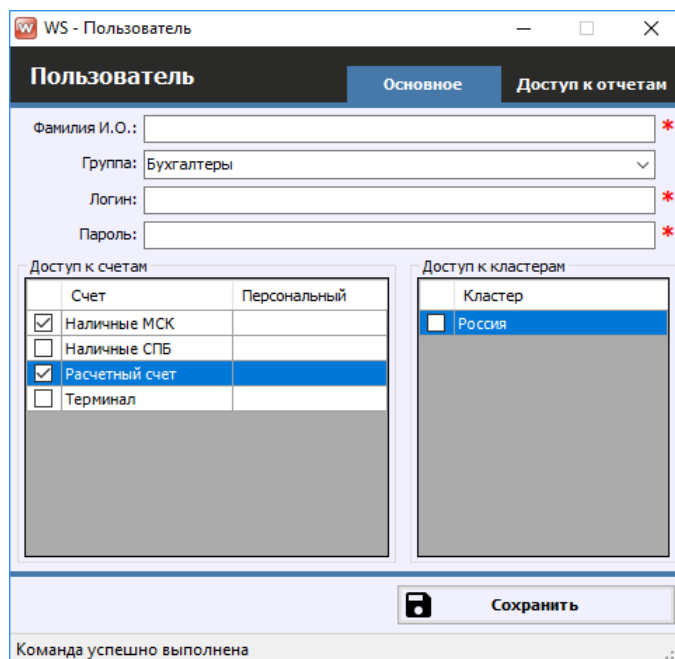 WS - Пользователь
Пользователь Основное Доступ к отчетам
Фамилия И.О.: *
Группа: Бухгалтеры
Логин: *
Пароль: *
Доступ к счетам Доступ к кластерам
Счет Персональный Кластер
Наличные МСК Россия
Наличные СПБ
Расчетный счет
Терминал
Сохранить
Команда успешно выполнена